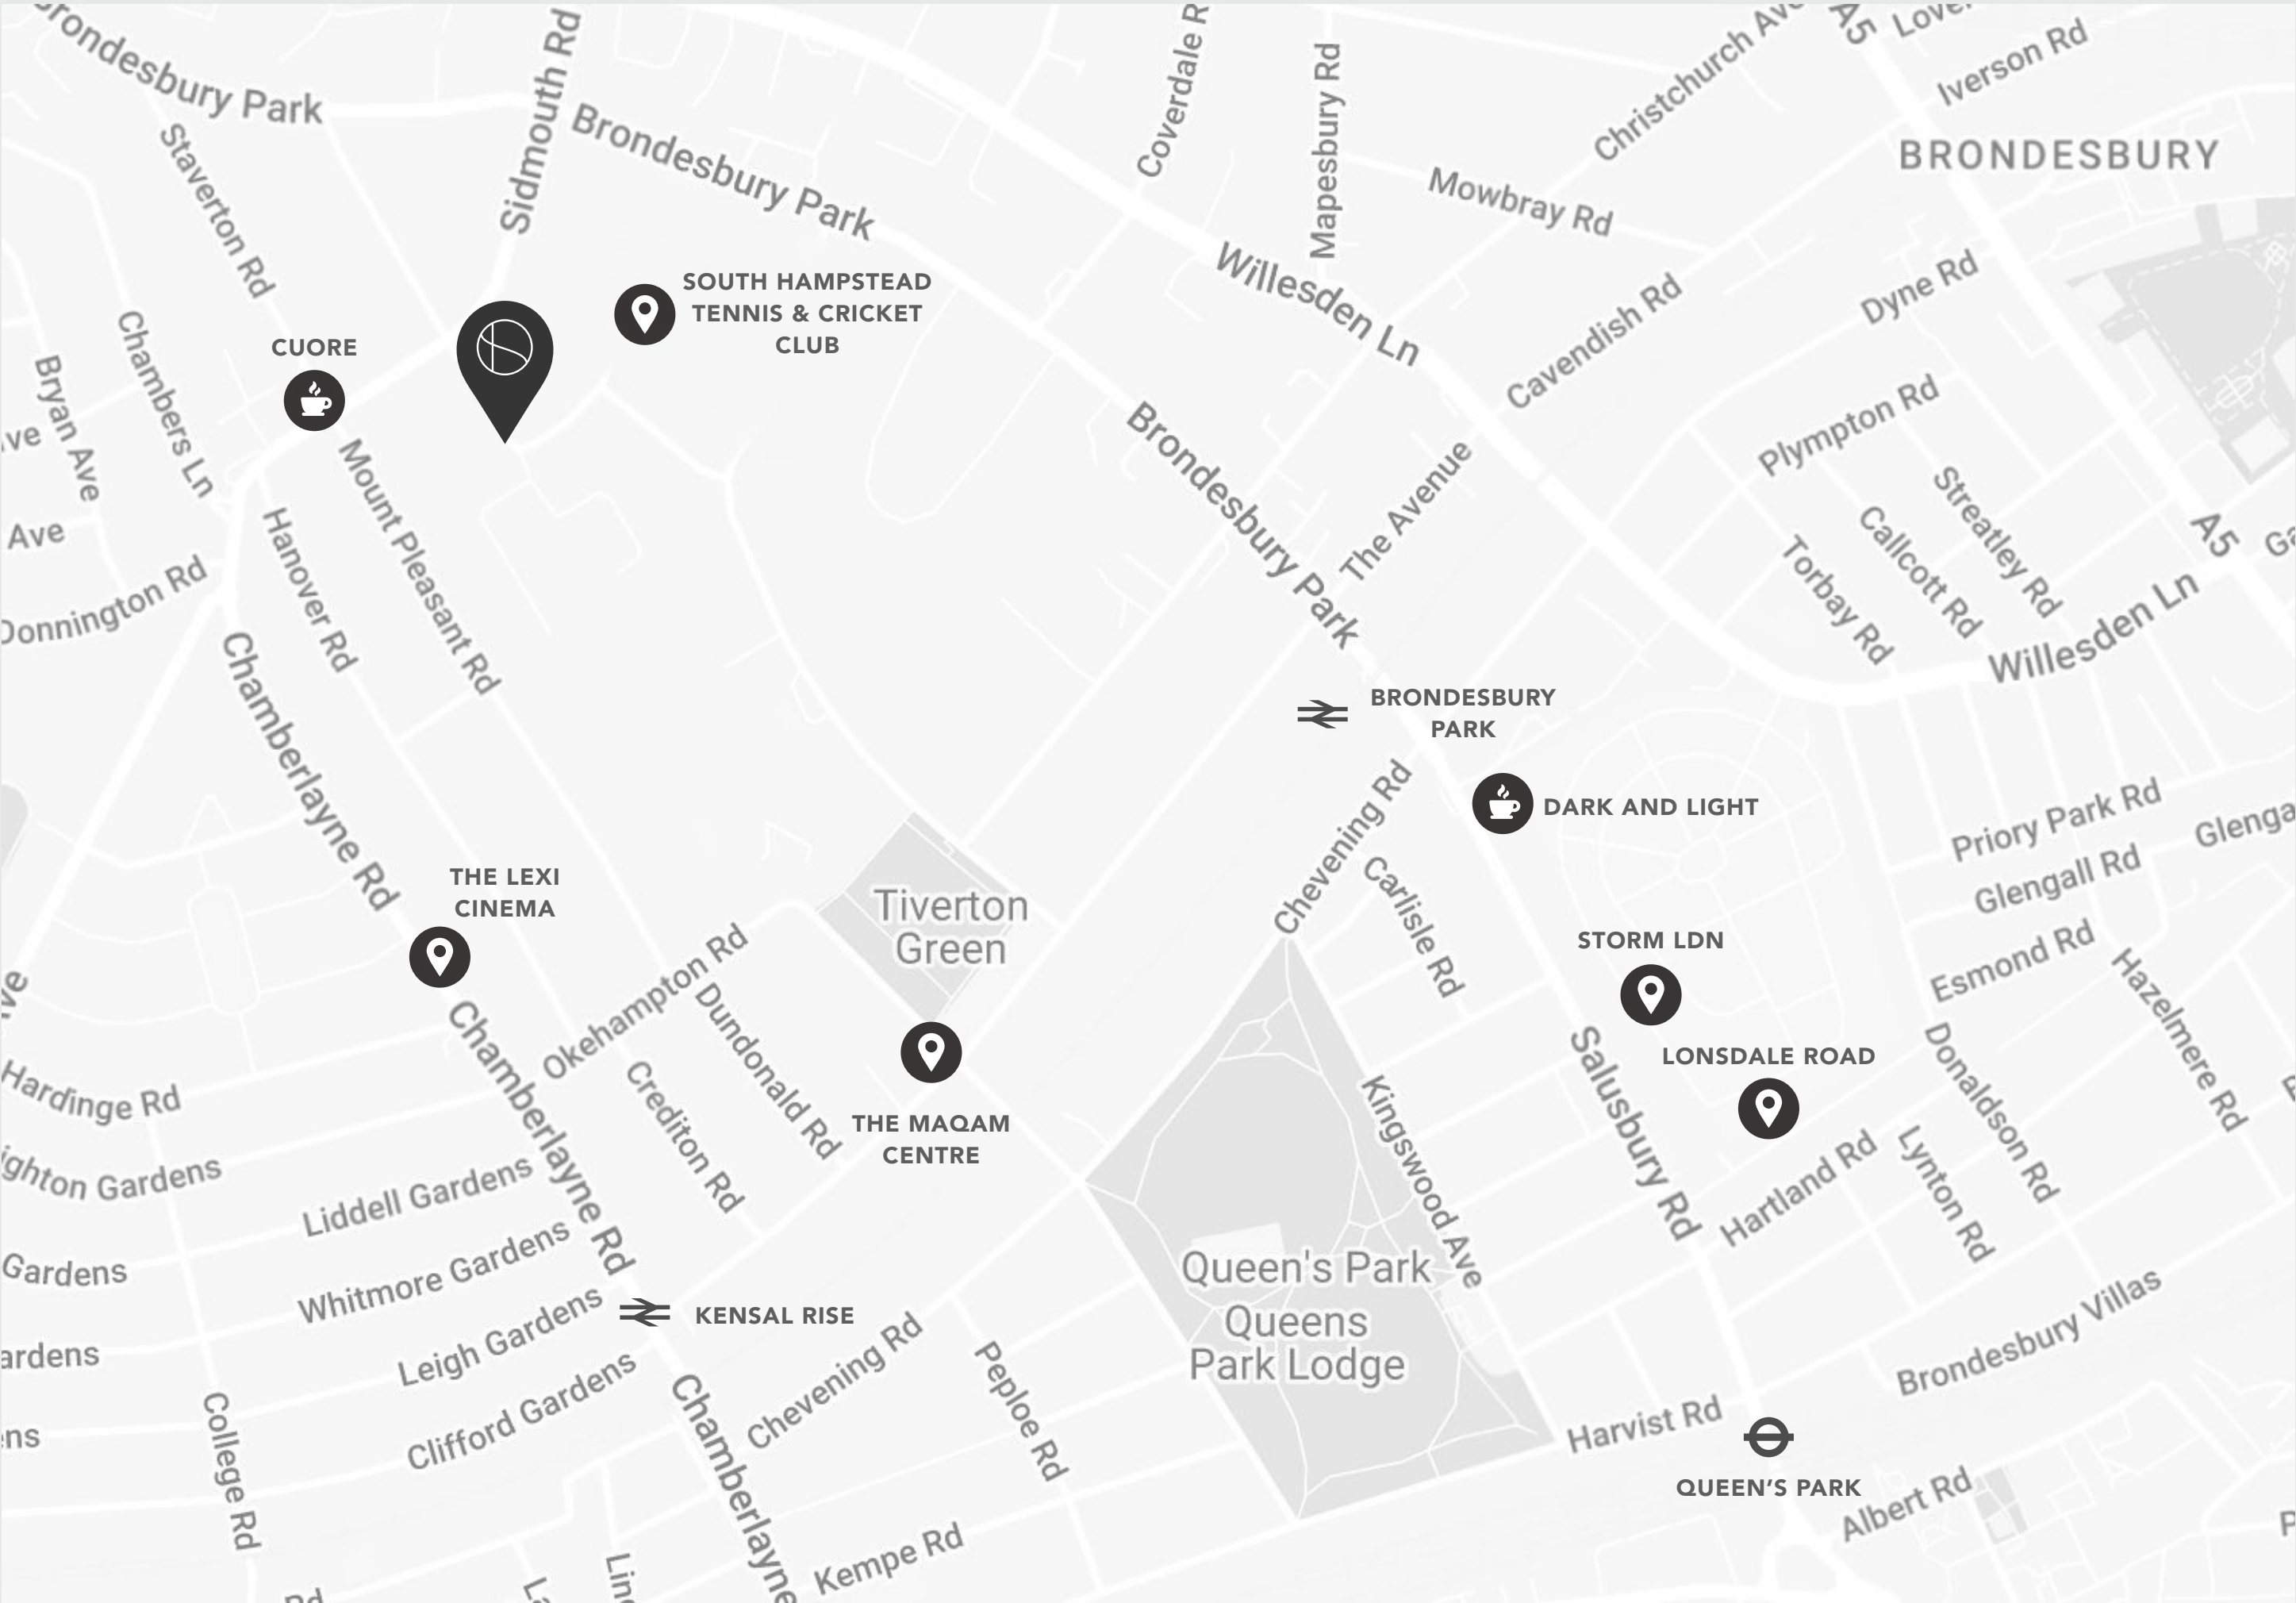 Brondesbury Park
Sidmouth Rd
Coverdale R
Mapesbury Rd
Christchurch Ave
A5
Iverson Rd
BRONDESBURY
Staverton Rd
Brondesbury Park
Mowbray Rd
Willesden Ln
Cavendish Rd
Dyne Rd
SOUTH HAMPSTEAD
TENNIS & CRICKET
CLUB
CUORE
Chambers Ln
Bryan Ave
Ave
Donnington Rd
Hanover Rd
Mount Pleasant Rd
Brondesbury Park
The Avenue
Plympton Rd
Streatley Rd
Callcott Rd
Torbay Rd
A5
Willesden Ln
Chamberlayne Rd
BRONDESBURY
PARK
DARK AND LIGHT
Chevening Rd
Carlisle Rd
Priory Park Rd
Glengall Rd
Glenga
Esmond Rd
Hazelmere Rd
THE LEXI
CINEMA
Tiverton
Green
STORM LDN
LONSDALE ROAD
Okehampton Rd
Dundonald Rd
Crediton Rd
Chamberlayne Rd
THE MAQAM
CENTRE
Kingswood Ave
Salusbury Rd
Donaldson Rd
Hartland Rd
Lynton Rd
Hardinge Rd
ighton Gardens
Liddell Gardens
Whitmore Gardens
Gardens
Leigh Gardens
ardens
Clifford Gardens
ens
College Rd
KENSAL RISE
Chevening Rd
Peploe Rd
Chamberlayne
Kempe Rd
Queen's Park
Queens
Park Lodge
Brondesbury Villas
Harvist Rd
QUEEN’S PARK
Albert Rd